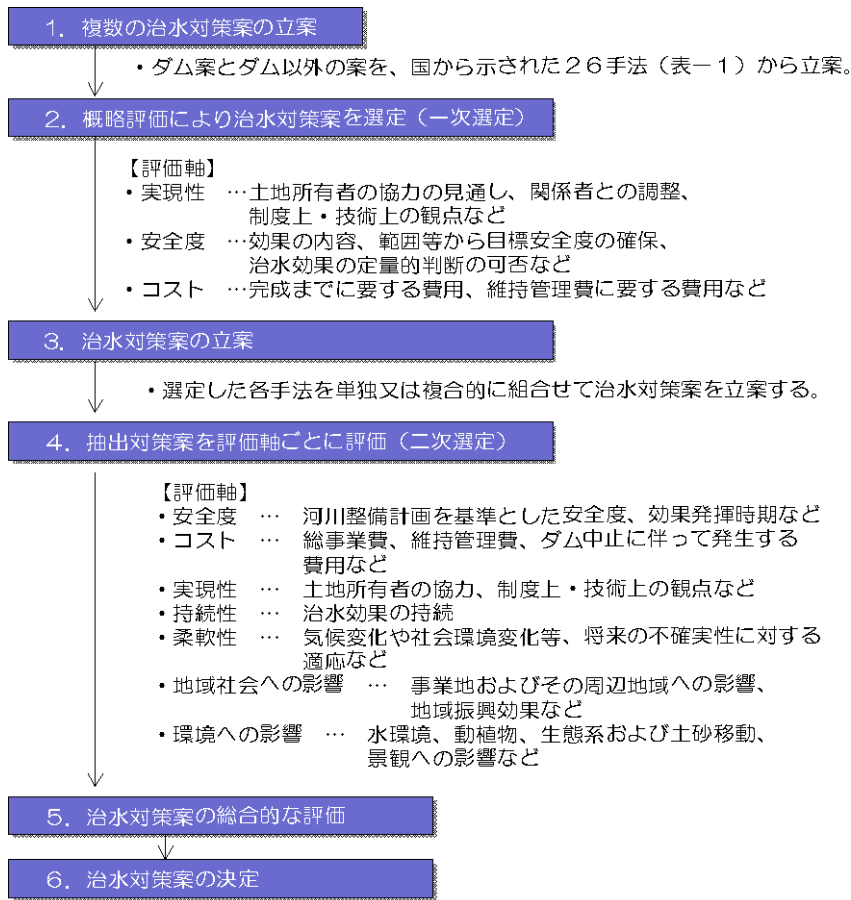 1．複数の治水対策案の立案
・ダム案とダム以外の案を、国から示された２６手法（表－１）から立案。
2．概略評価により治水対策案を選定（一次選定）
【評価軸】
・実現性　…土地所有者の協力の見通し、関係者との調整、
制度上・技術上の観点など
・安全度　…効果の内容、範囲等から目標安全度の確保、
治水効果の定量的判断の可否など
・コスト　…完成までに要する費用、維持管理費に要する費用など
3．治水対策案の立案
・選定した各手法を単独又は複合的に組合せて治水対策案を立案する。
4．抽出対策案を評価軸ごとに評価（二次選定）
【評価軸】
・安全度　…　河川整備計画を基準とした安全度、効果発揮時期など
・コスト　…　総事業費、維持管理費、ダム中止に伴って発生する
費用など
・実現性　…　土地所有者の協力、制度上・技術上の観点など
・持続性　…　治水効果の持続
・柔軟性　…　気候変化や社会環境変化等、将来の不確実性に対する
適応など
・地域社会への影響　…　事業地およびその周辺地域への影響、
地域振興効果など
・環境への影響　…　水環境、動植物、生態系および土砂移動、
景観への影響など
5．治水対策案の総合的な評価
6．治水対策案の決定